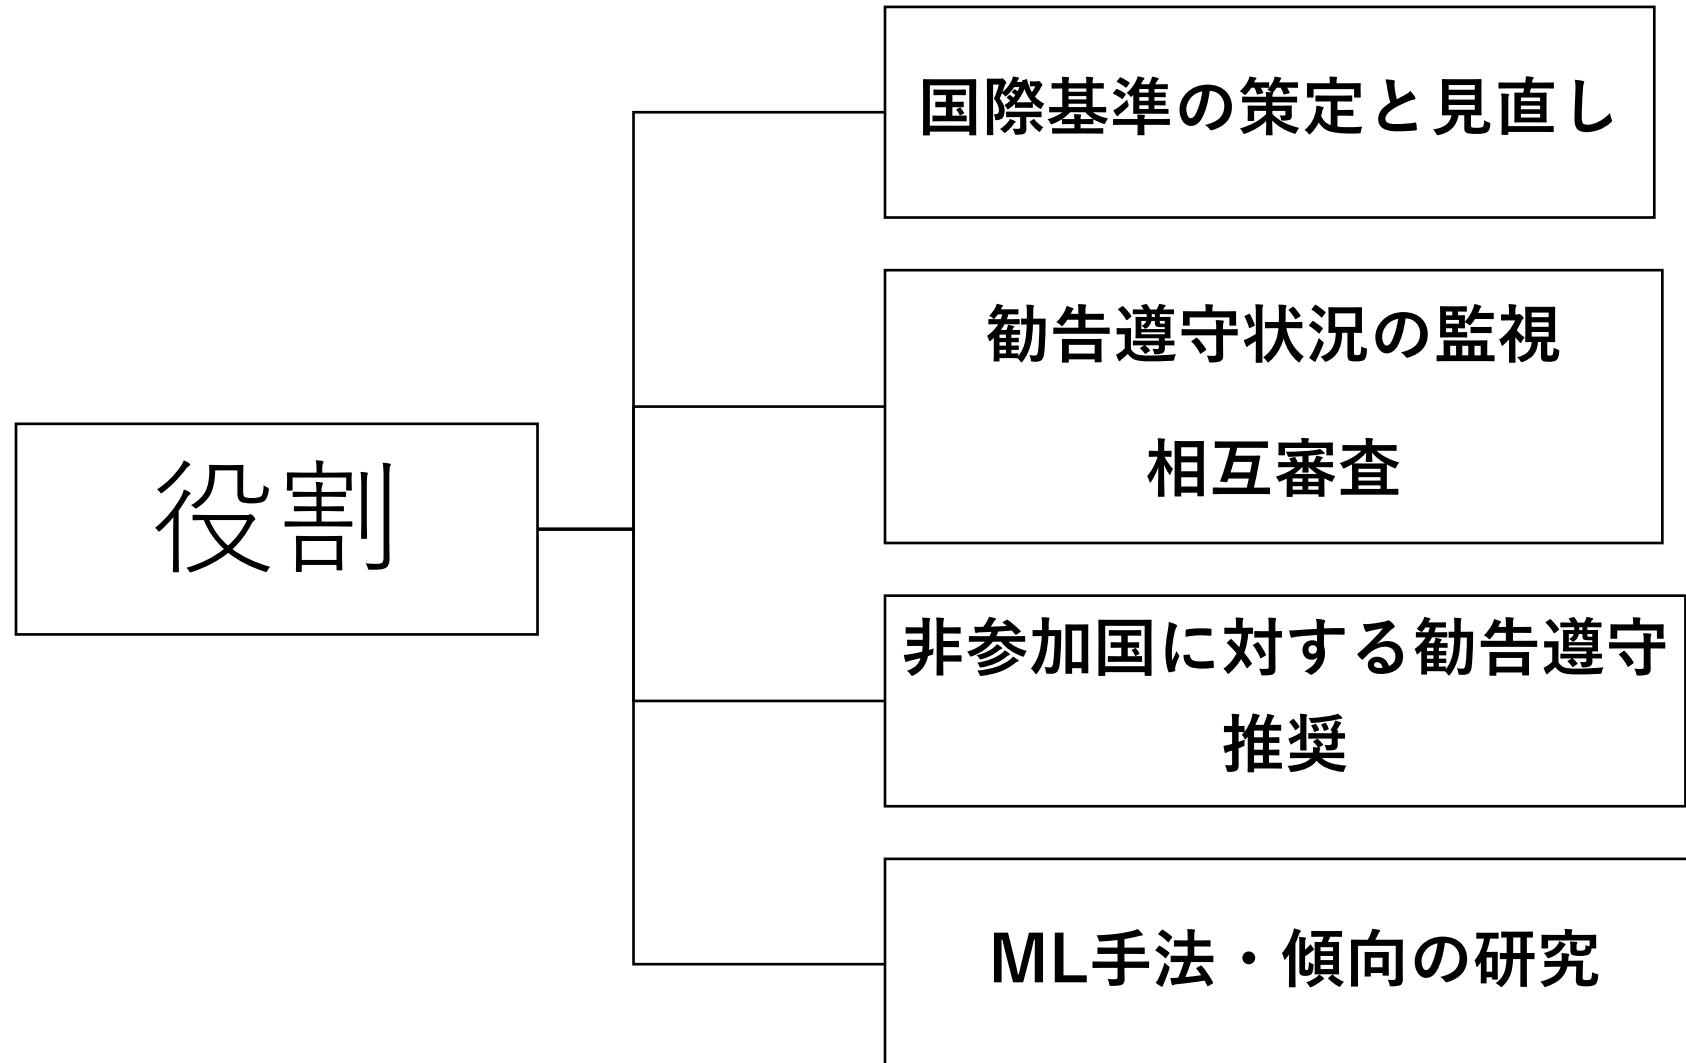 役割
国際基準の策定と見直し
勧告遵守状況の監視
相互審査
非参加国に対する勧告遵守
推奨
ML手法・傾向の研究